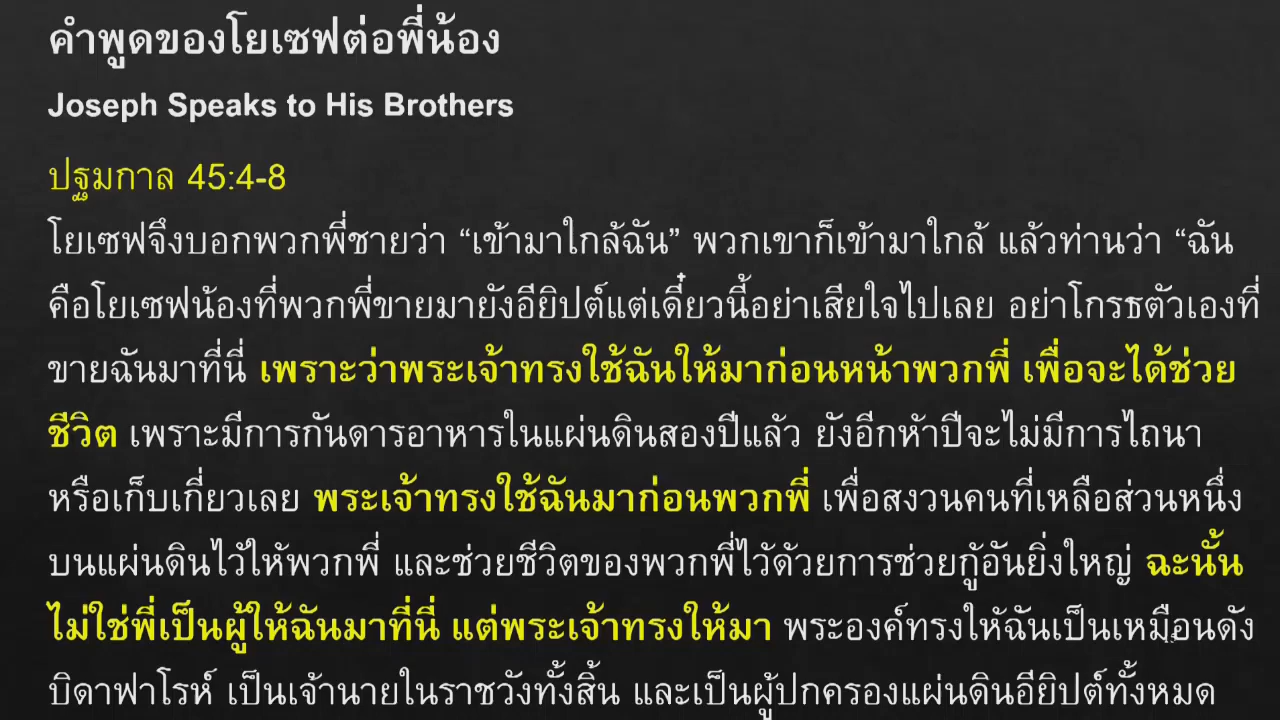 คำพูดของโยเซฟต่อพี่น้อง
Joseph Speaks to His Brothers
ปฐมกาล 45:4-8
โยเซฟจึงบอกพวกพี่ชายว่า “เข้ามาใกล้ฉัน” พวกเขาก็เข้ามาใกล้ แล้วท่านว่า “ฉัน
คือโยเซฟน้องที่พวกพี่ขายมายังอียิปต์แต่เดี๋ยวนี้อย่าเสียใจไปเลย อย่าโกรธตัวเองที่
ขายฉันมาที่นี่ เพราะว่าพระเจ้าทรงใช้ฉันให้มาก่อนหน้าพวกพี่ เพื่อจะได้ช่วย
ชีวิต เพราะมีการกันดารอาหารในแผ่นดินสองปีแล้ว ยังอีกห้าปีจะไม่มีการไถนา
หรือเก็บเกี่ยวเลย พระเจ้าทรงใช้ฉันมาก่อนพวกพี่ เพื่อสงวนคนที่เหลือส่วนหนึ่ง
บนแผ่นดินไว้ให้พวกพี่ และช่วยชีวิตของพวกพี่ไว้ด้วยการช่วยกู้อันยิ่งใหญ่ ฉะนั้น
ไม่ใช่พี่เป็นผู้ให้ฉันมาที่นี่ แต่พระเจ้าทรงให้มา พระองค์ทรงให้ฉันเป็นเหมือนดัง
บิดาฟาโรห์ เป็นเจ้านายในราชวังทั้งสิ้น และเป็นผู้ปกครองแผ่นดินอียิปต์ทั้งหมด